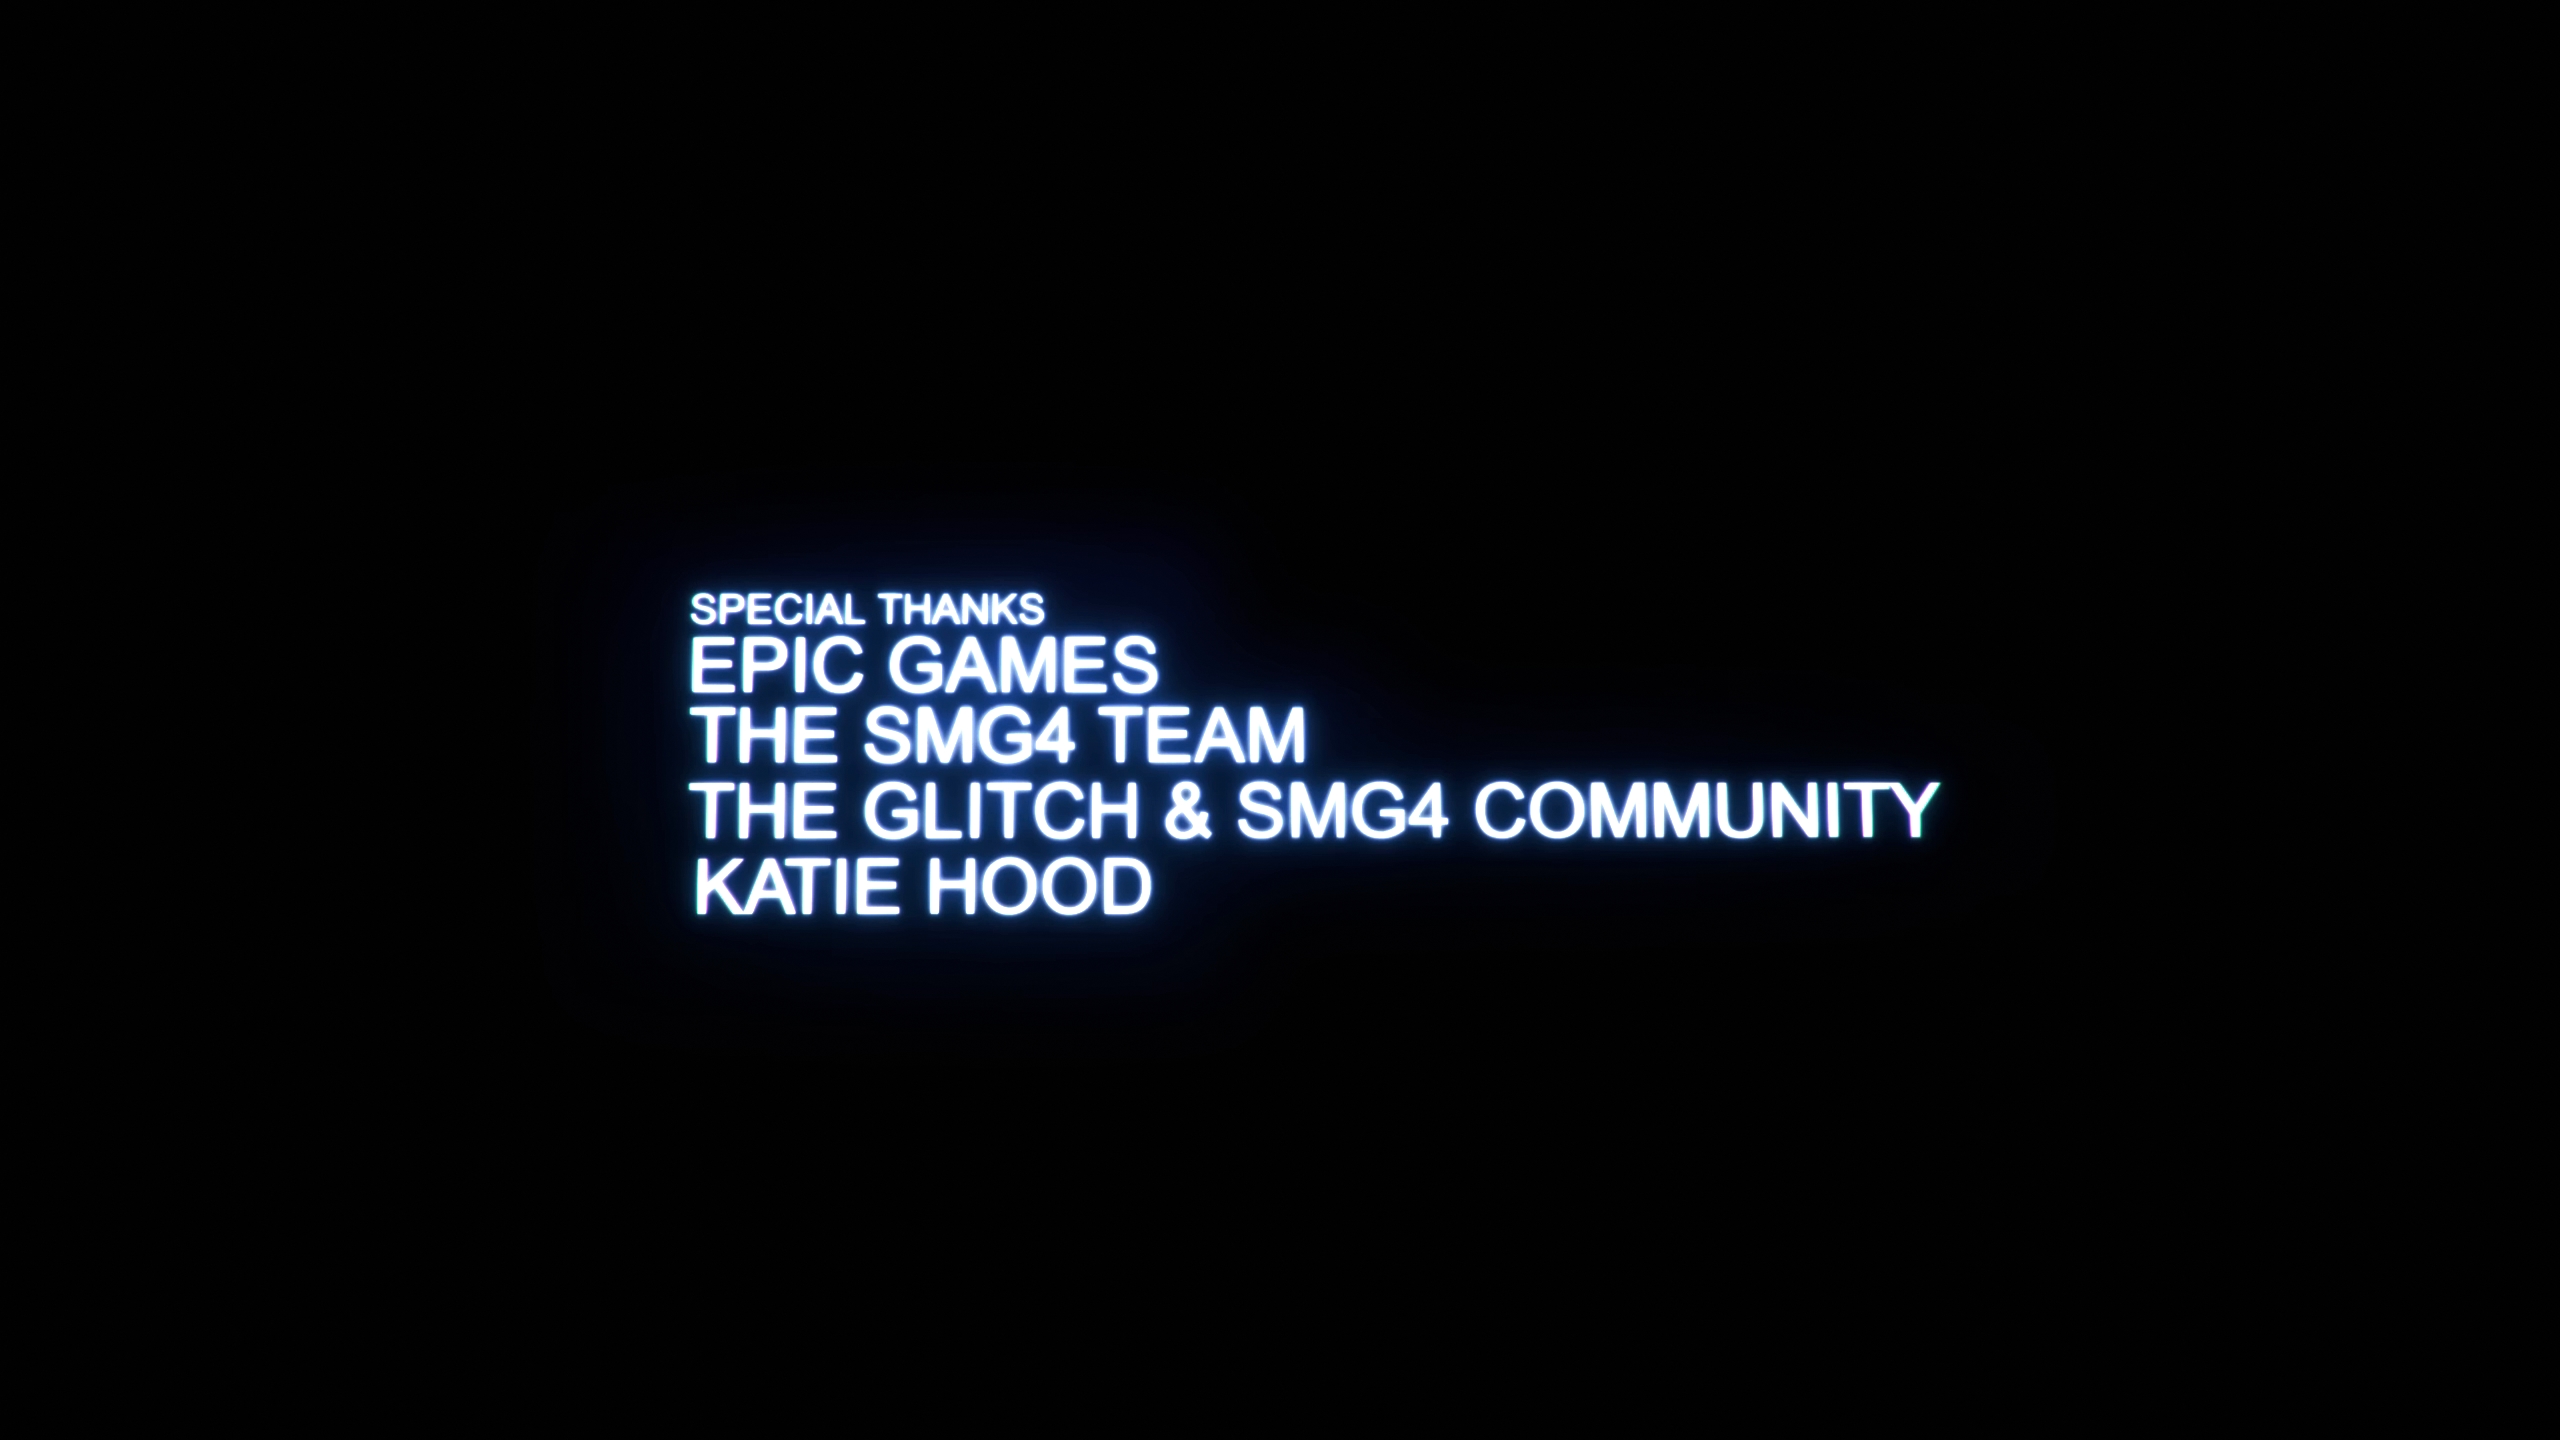 SPECIAL THANKS
EPIC GAMES
THE SMG4 TEAM
THE GLITCH & SMG4 COMMUNITY
KATIE HOOD